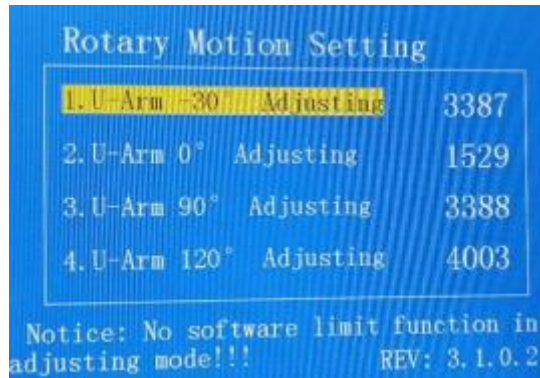 Rotary Motion Setting
1. U-Arm -30° Adjusting 3387
2. U-Arm 0° Adjusting 1529
3. U-Arm 90° Adjusting 3388
4. U-Arm 120° Adjusting 4003
Notice: No software limit function in
adjusting mode!!! REV: 3.1.0.2